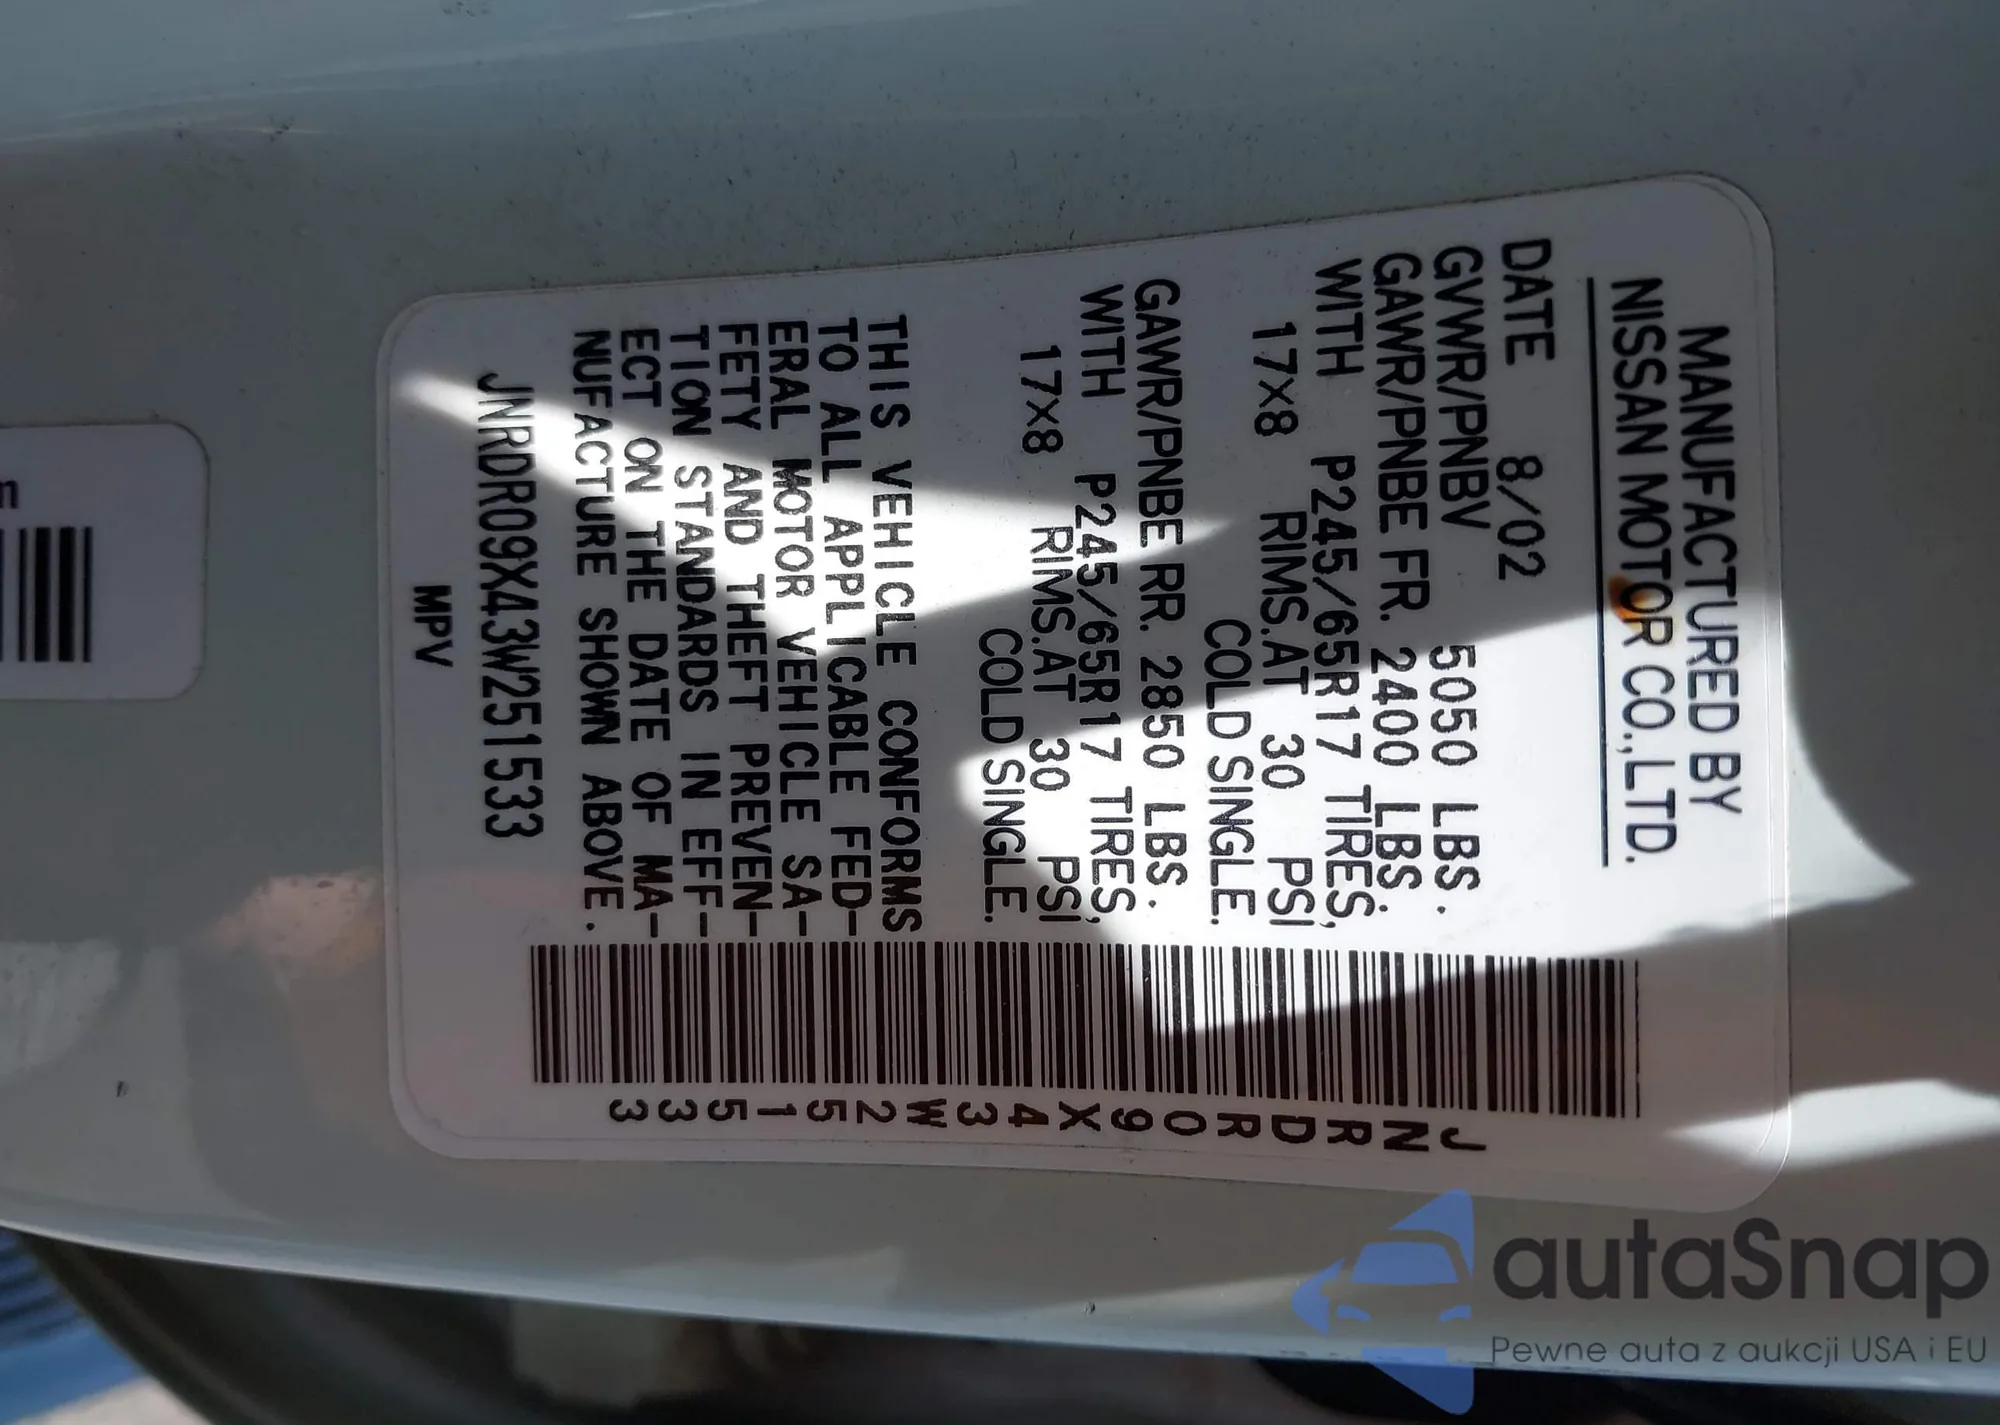 MANUFACTURED BY
NISSAN MOTOR CO.,LTD.
DATE 8/02
GVWR/PNBV 5050 LBS.
GAWR/PNBE FR. 2400 LBS.
WITH P245/65R17 TIRES,
17×8 RIMS.AT 30 PSI
COLD SINGLE.
GAWR/PNBE RR. 2850 LBS.
WITH P245/65R17 TIRES,
17×8 RIMS.AT 30 PSI
COLD SINGLE.
THIS VEHICLE CONFORMS
TO ALL APPLICABLE FED-
ERAL MOTOR VEHICLE SA-
FETY AND THEFT PREVEN-
TION STANDARDS IN EFF-
ECT ON THE DATE OF MA-
NUFACTURE SHOWN ABOVE.
JNRDR09X43W251533
MPV
JNRDR09X43W251533
m
autaSnap
Pewne auta z aukcji USA i EU